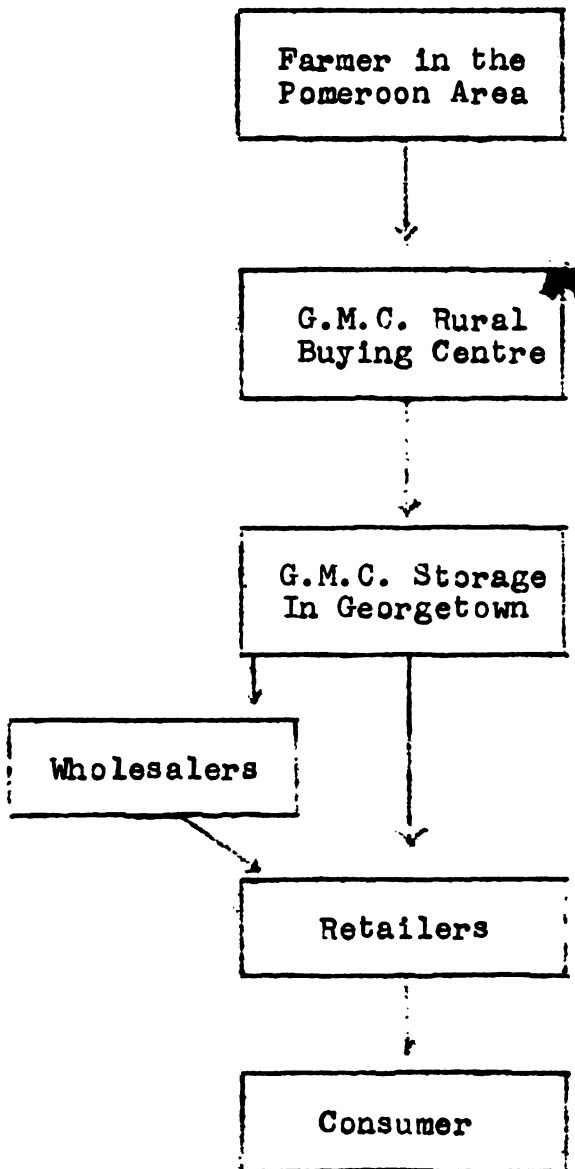 Farmer in the
Pomeroon Area
G.M.C. Rural
Buying Centre
G.M.C. Storage
In Georgetown
Wholesalers
Retailers
Consumer